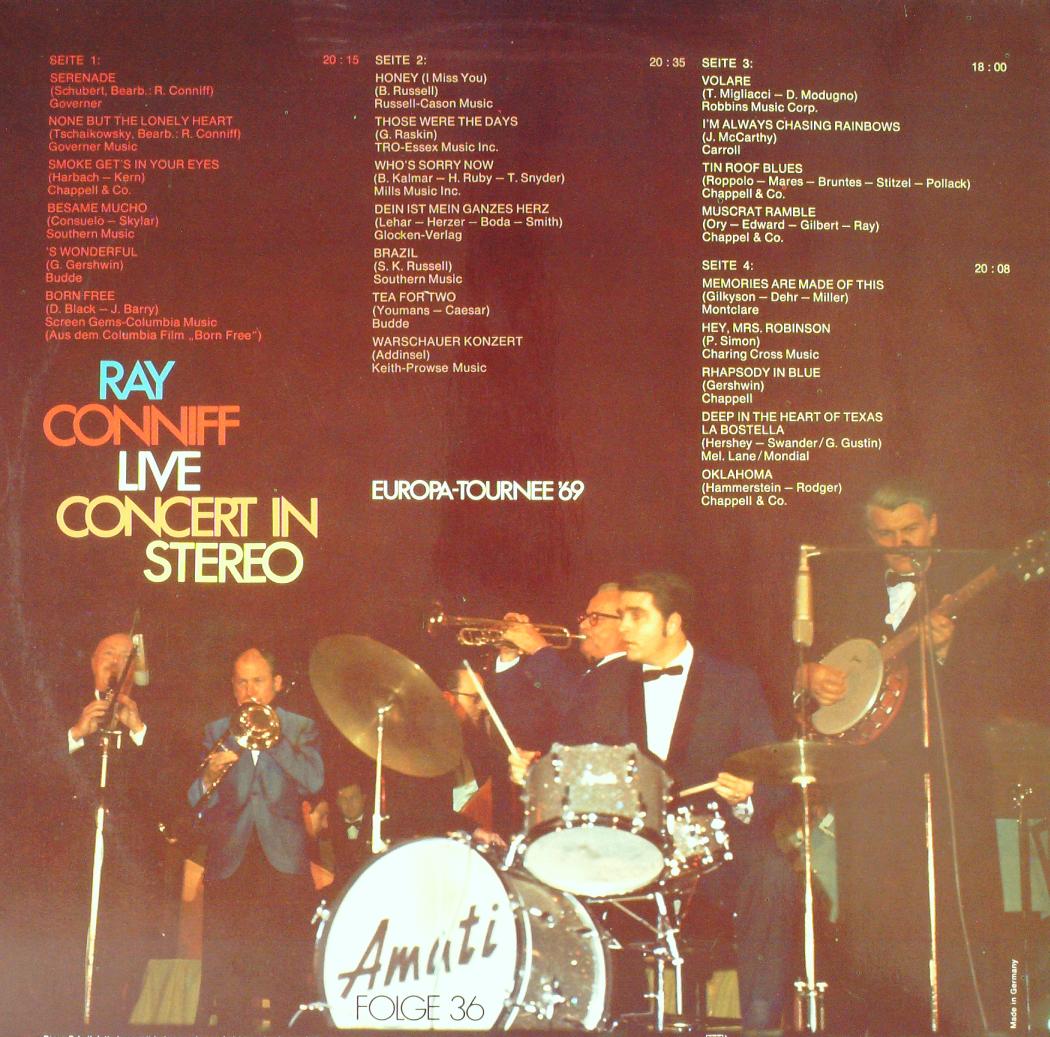 SEITE 1: 20 : 15
SERENADE
(Schubert, Bearb.: R. Conniff)
Governer
NONE BUT THE LONELY HEART
(Tschaikowsky, Bearb.: R. Conniff)
Governer Music
SMOKE GET'S IN YOUR EYES
(Harbach – Kern)
Chappell & Co.
BESAME MUCHO
(Consuelo – Skylar)
Southern Music
'S WONDERFUL
(G. Gershwin)
Budde
BORN FREE
(D. Black – J. Barry)
Screen Gems-Columbia Music
(Aus dem Columbia Film „Born Free")
SEITE 2: 20 : 35
HONEY (I Miss You)
(B. Russell)
Russell-Cason Music
THOSE WERE THE DAYS
(G. Raskin)
TRO-Essex Music Inc.
WHO'S SORRY NOW
(B. Kalmar – H. Ruby – T. Snyder)
Mills Music Inc.
DEIN IST MEIN GANZES HERZ
(Lehar – Herzer – Boda – Smith)
Glocken-Verlag
BRAZIL
(S. K. Russell)
Southern Music
TEA FOR TWO
(Youmans – Caesar)
Budde
WARSCHAUER KONZERT
(Addinsel)
Keith-Prowse Music
SEITE 3: 18 : 00
VOLARE
(T. Migliacci – D. Modugno)
Robbins Music Corp.
I'M ALWAYS CHASING RAINBOWS
(J. McCarthy)
Carroll
TIN ROOF BLUES
(Roppolo – Mares – Bruntes – Stitzel – Pollack)
Chappell & Co.
MUSCRAT RAMBLE
(Ory – Edward – Gilbert – Ray)
Chappel & Co.
SEITE 4: 20 : 08
MEMORIES ARE MADE OF THIS
(Gilkyson – Dehr – Miller)
Montclare
HEY, MRS. ROBINSON
(P. Simon)
Charing Cross Music
RHAPSODY IN BLUE
(Gershwin)
Chappell
DEEP IN THE HEART OF TEXAS
LA BOSTELLA
(Hershey – Swander/G. Gustin)
Mel. Lane/Mondial
OKLAHOMA
(Hammerstein – Rodger)
Chappell & Co.
RAY
CONNIFF
LIVE
CONCERT IN
STEREO
EUROPA-TOURNEE '69
Amati
FOLGE 36
Made in Germany